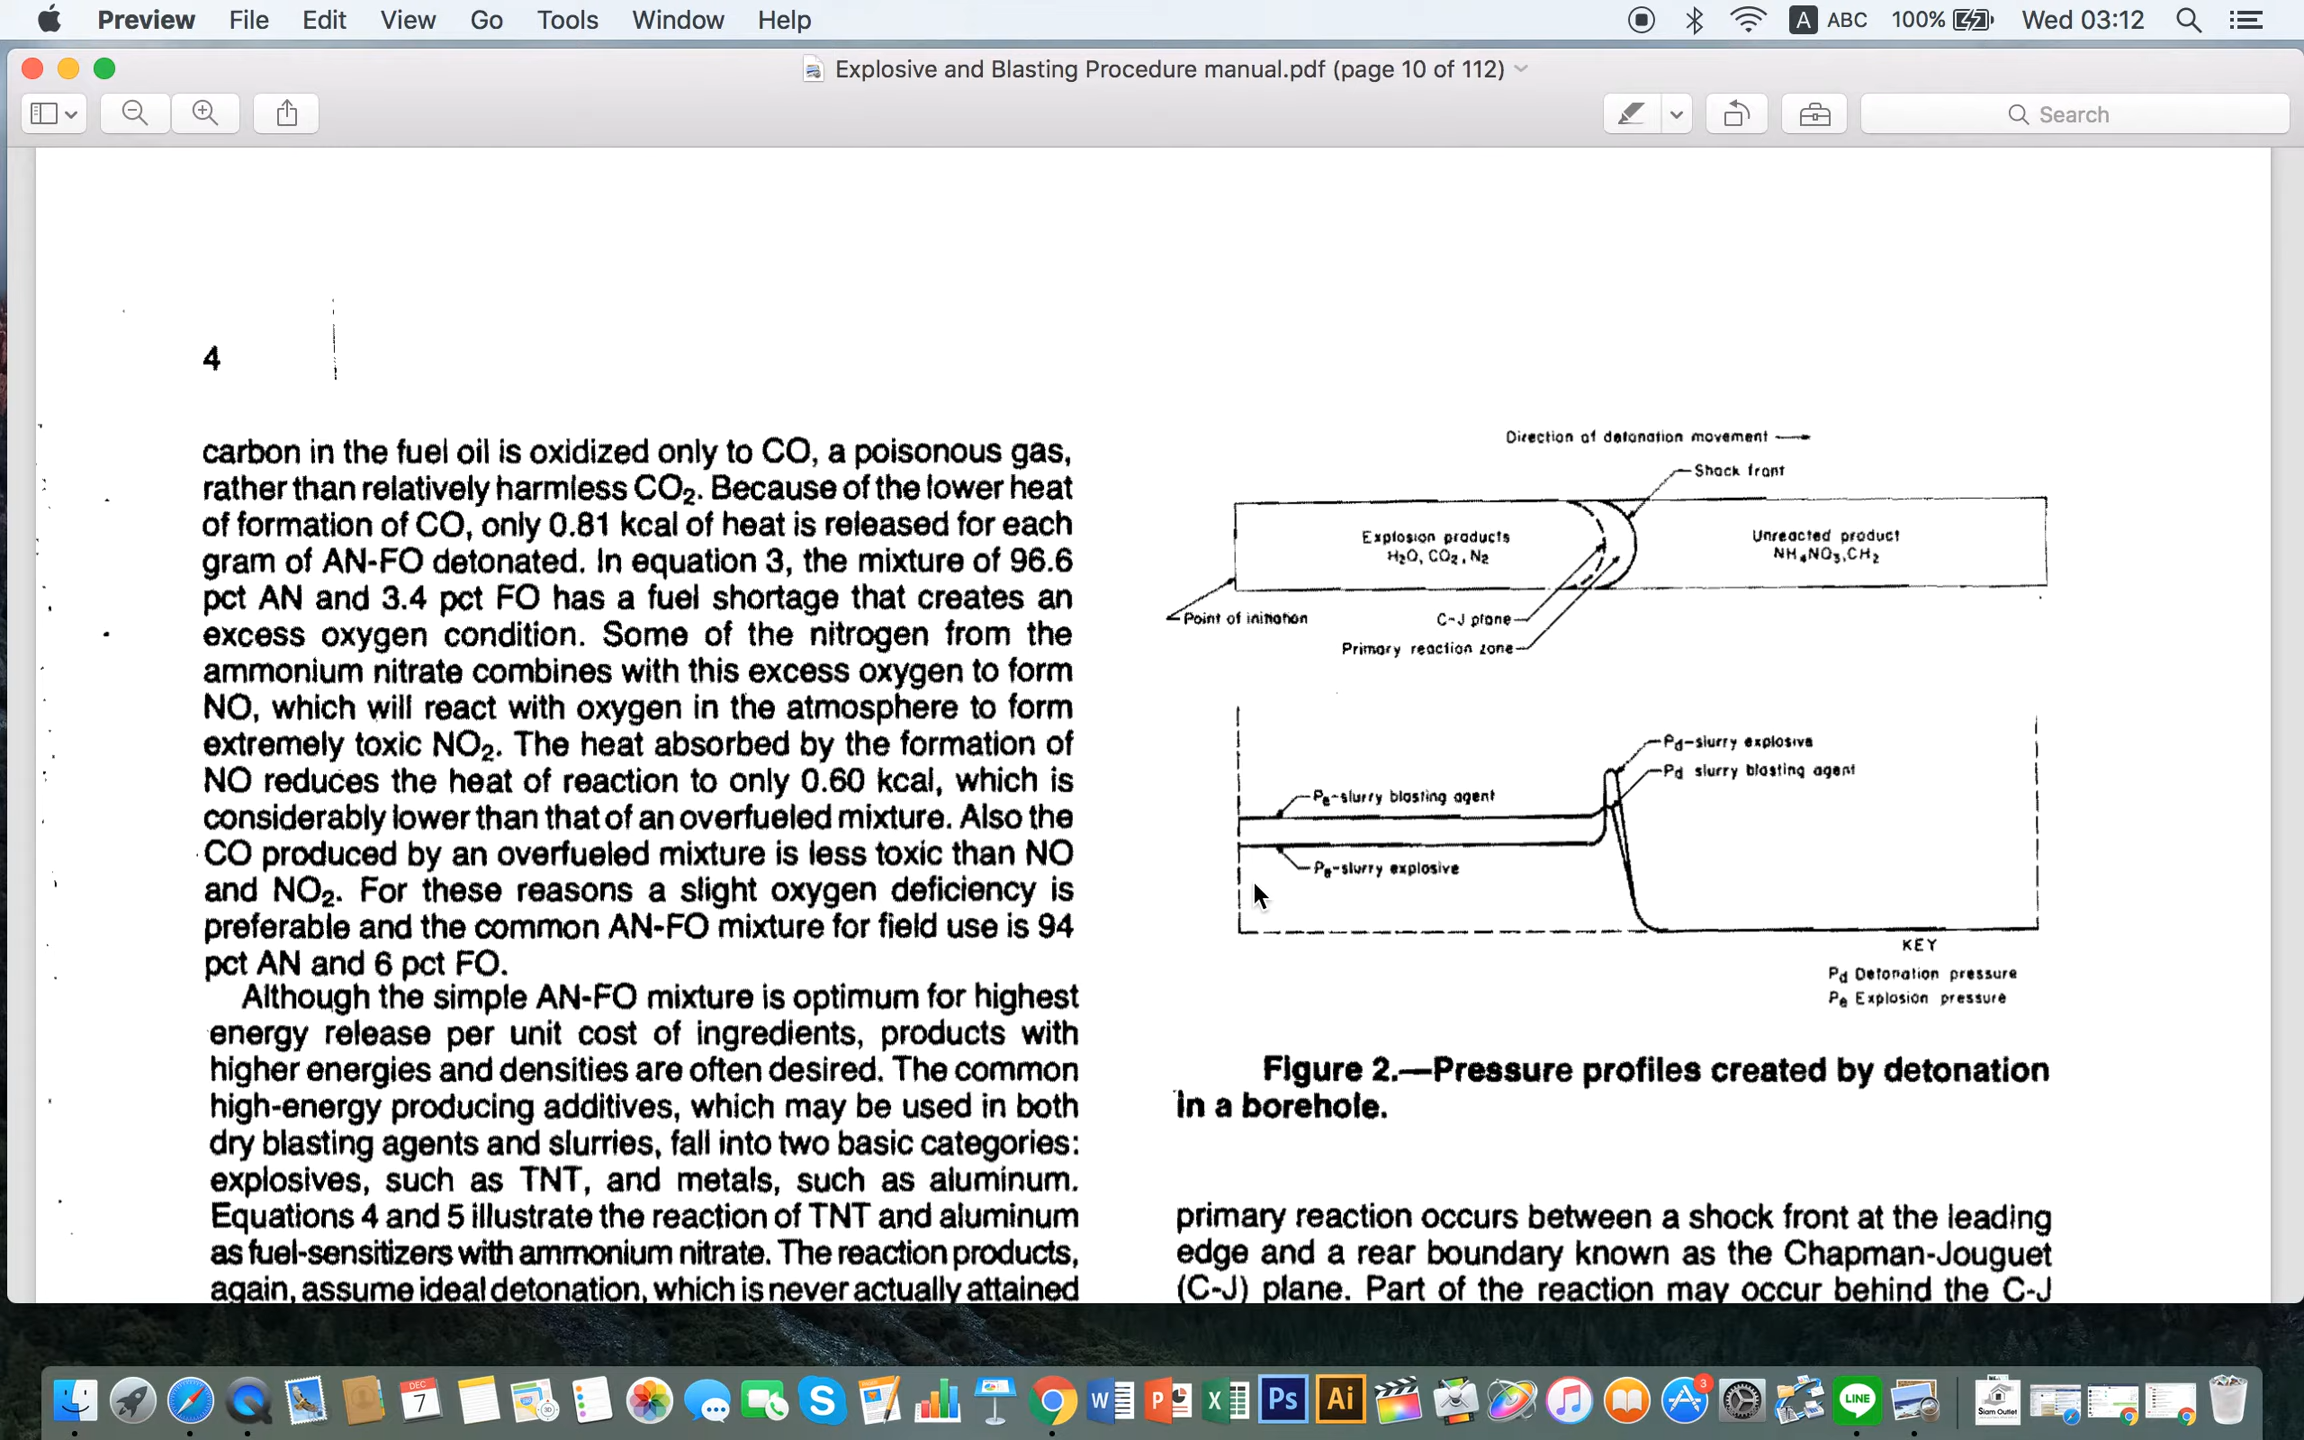 Preview File Edit View Go Tools Window Help
A ABC 100% Wed 03:12
Explosive and Blasting Procedure manual.pdf (page 10 of 112)
Search
4
carbon in the fuel oil is oxidized only to CO, a poisonous gas,
rather than relatively harmless CO₂. Because of the lower heat
of formation of CO, only 0.81 kcal of heat is released for each
gram of AN-FO detonated. In equation 3, the mixture of 96.6
pct AN and 3.4 pct FO has a fuel shortage that creates an
excess oxygen condition. Some of the nitrogen from the
ammonium nitrate combines with this excess oxygen to form
NO, which will react with oxygen in the atmosphere to form
extremely toxic NO₂. The heat absorbed by the formation of
NO reduces the heat of reaction to only 0.60 kcal, which is
considerably lower than that of an overfueled mixture. Also the
CO produced by an overfueled mixture is less toxic than NO
and NO₂. For these reasons a slight oxygen deficiency is
preferable and the common AN-FO mixture for field use is 94
pct AN and 6 pct FO.
Although the simple AN-FO mixture is optimum for highest
energy release per unit cost of ingredients, products with
higher energies and densities are often desired. The common
high-energy producing additives, which may be used in both
dry blasting agents and slurries, fall into two basic categories:
explosives, such as TNT, and metals, such as aluminum.
Equations 4 and 5 illustrate the reaction of TNT and aluminum
as fuel-sensitizers with ammonium nitrate. The reaction products,
again, assume ideal detonation, which is never actually attained
Direction of detonation movement
Shock front
Explosion products
H₂O, CO₂, N₂
Unreacted product
NH₄NO₃, CH₂
Point of initiation
C-J plane
Primary reaction zone
Pd-slurry explosive
Pd slurry blasting agent
Pe-slurry blasting agent
Pe-slurry explosive
KEY
Pd Detonation pressure
Pe Explosion pressure
Figure 2.—Pressure profiles created by detonation
in a borehole.
primary reaction occurs between a shock front at the leading
edge and a rear boundary known as the Chapman-Jouguet
(C-J) plane. Part of the reaction may occur behind the C-J
DEC
7
W P X Ps Ai
3
LINE
Siam Outlet